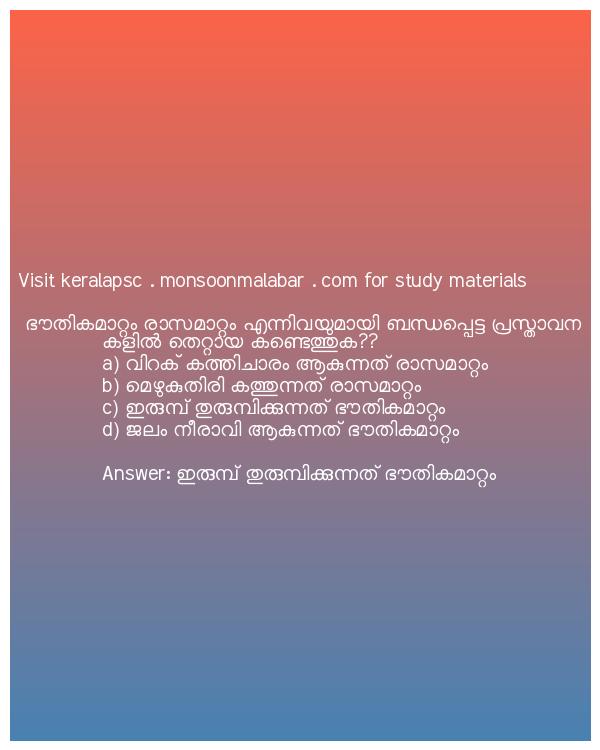 Visit keralapsc . monsoonmalabar . com for study materials
ഭൗതികമാറ്റം രാസമാറ്റം എന്നിവയുമായി ബന്ധപ്പെട്ട പ്രസ്താവന
കളിൽ തെറ്റായ കണ്ടെത്തുക??
a) വിറക് കത്തിചാരം ആകുന്നത് രാസമാറ്റം
b) മെഴുകുതിരി കത്തുന്നത് രാസമാറ്റം
c) ഇരുമ്പ് തുരുമ്പിക്കുന്നത് ഭൗതികമാറ്റം
d) ജലം നീരാവി ആകുന്നത് ഭൗതികമാറ്റം
Answer: ഇരുമ്പ് തുരുമ്പിക്കുന്നത് ഭൗതികമാറ്റം